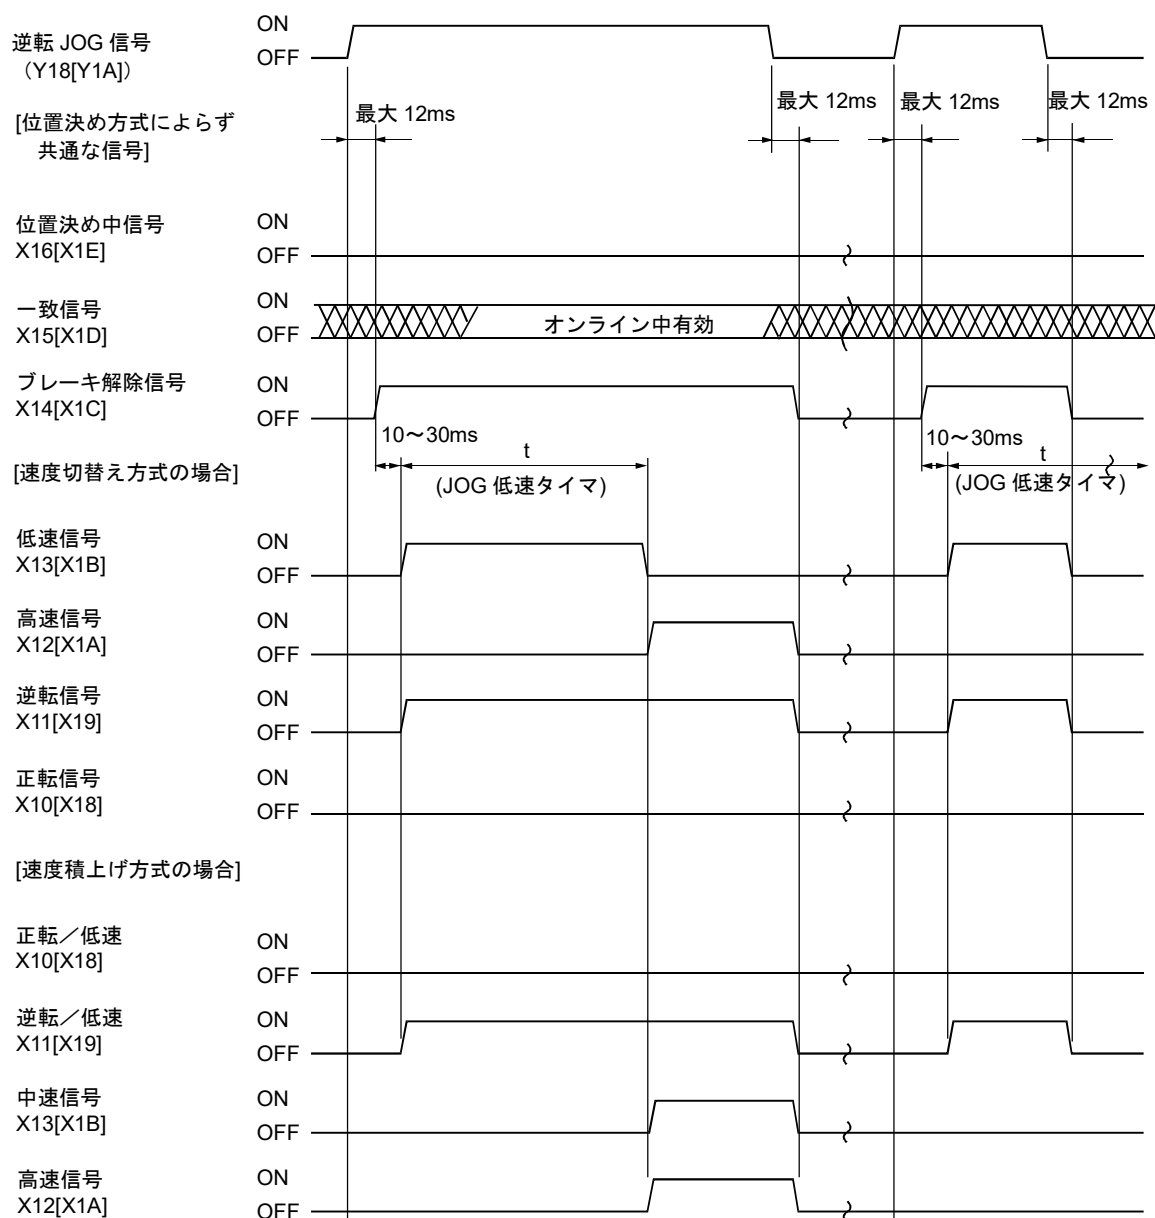 逆転 JOG 信号
（Y18[Y1A]）
ON
OFF
[位置決め方式によらず
共通な信号]
最大 12ms
最大 12ms
最大 12ms
最大 12ms
位置決め中信号
X16[X1E]
ON
OFF
一致信号
X15[X1D]
ON
OFF
オンライン中有効
ブレーキ解除信号
X14[X1C]
ON
OFF
10～30ms
t
(JOG 低速タイマ)
10～30ms
t
(JOG 低速タイマ)
[速度切替え方式の場合]
低速信号
X13[X1B]
ON
OFF
高速信号
X12[X1A]
ON
OFF
逆転信号
X11[X19]
ON
OFF
正転信号
X10[X18]
ON
OFF
[速度積上げ方式の場合]
正転／低速
X10[X18]
ON
OFF
逆転／低速
X11[X19]
ON
OFF
中速信号
X13[X1B]
ON
OFF
高速信号
X12[X1A]
ON
OFF